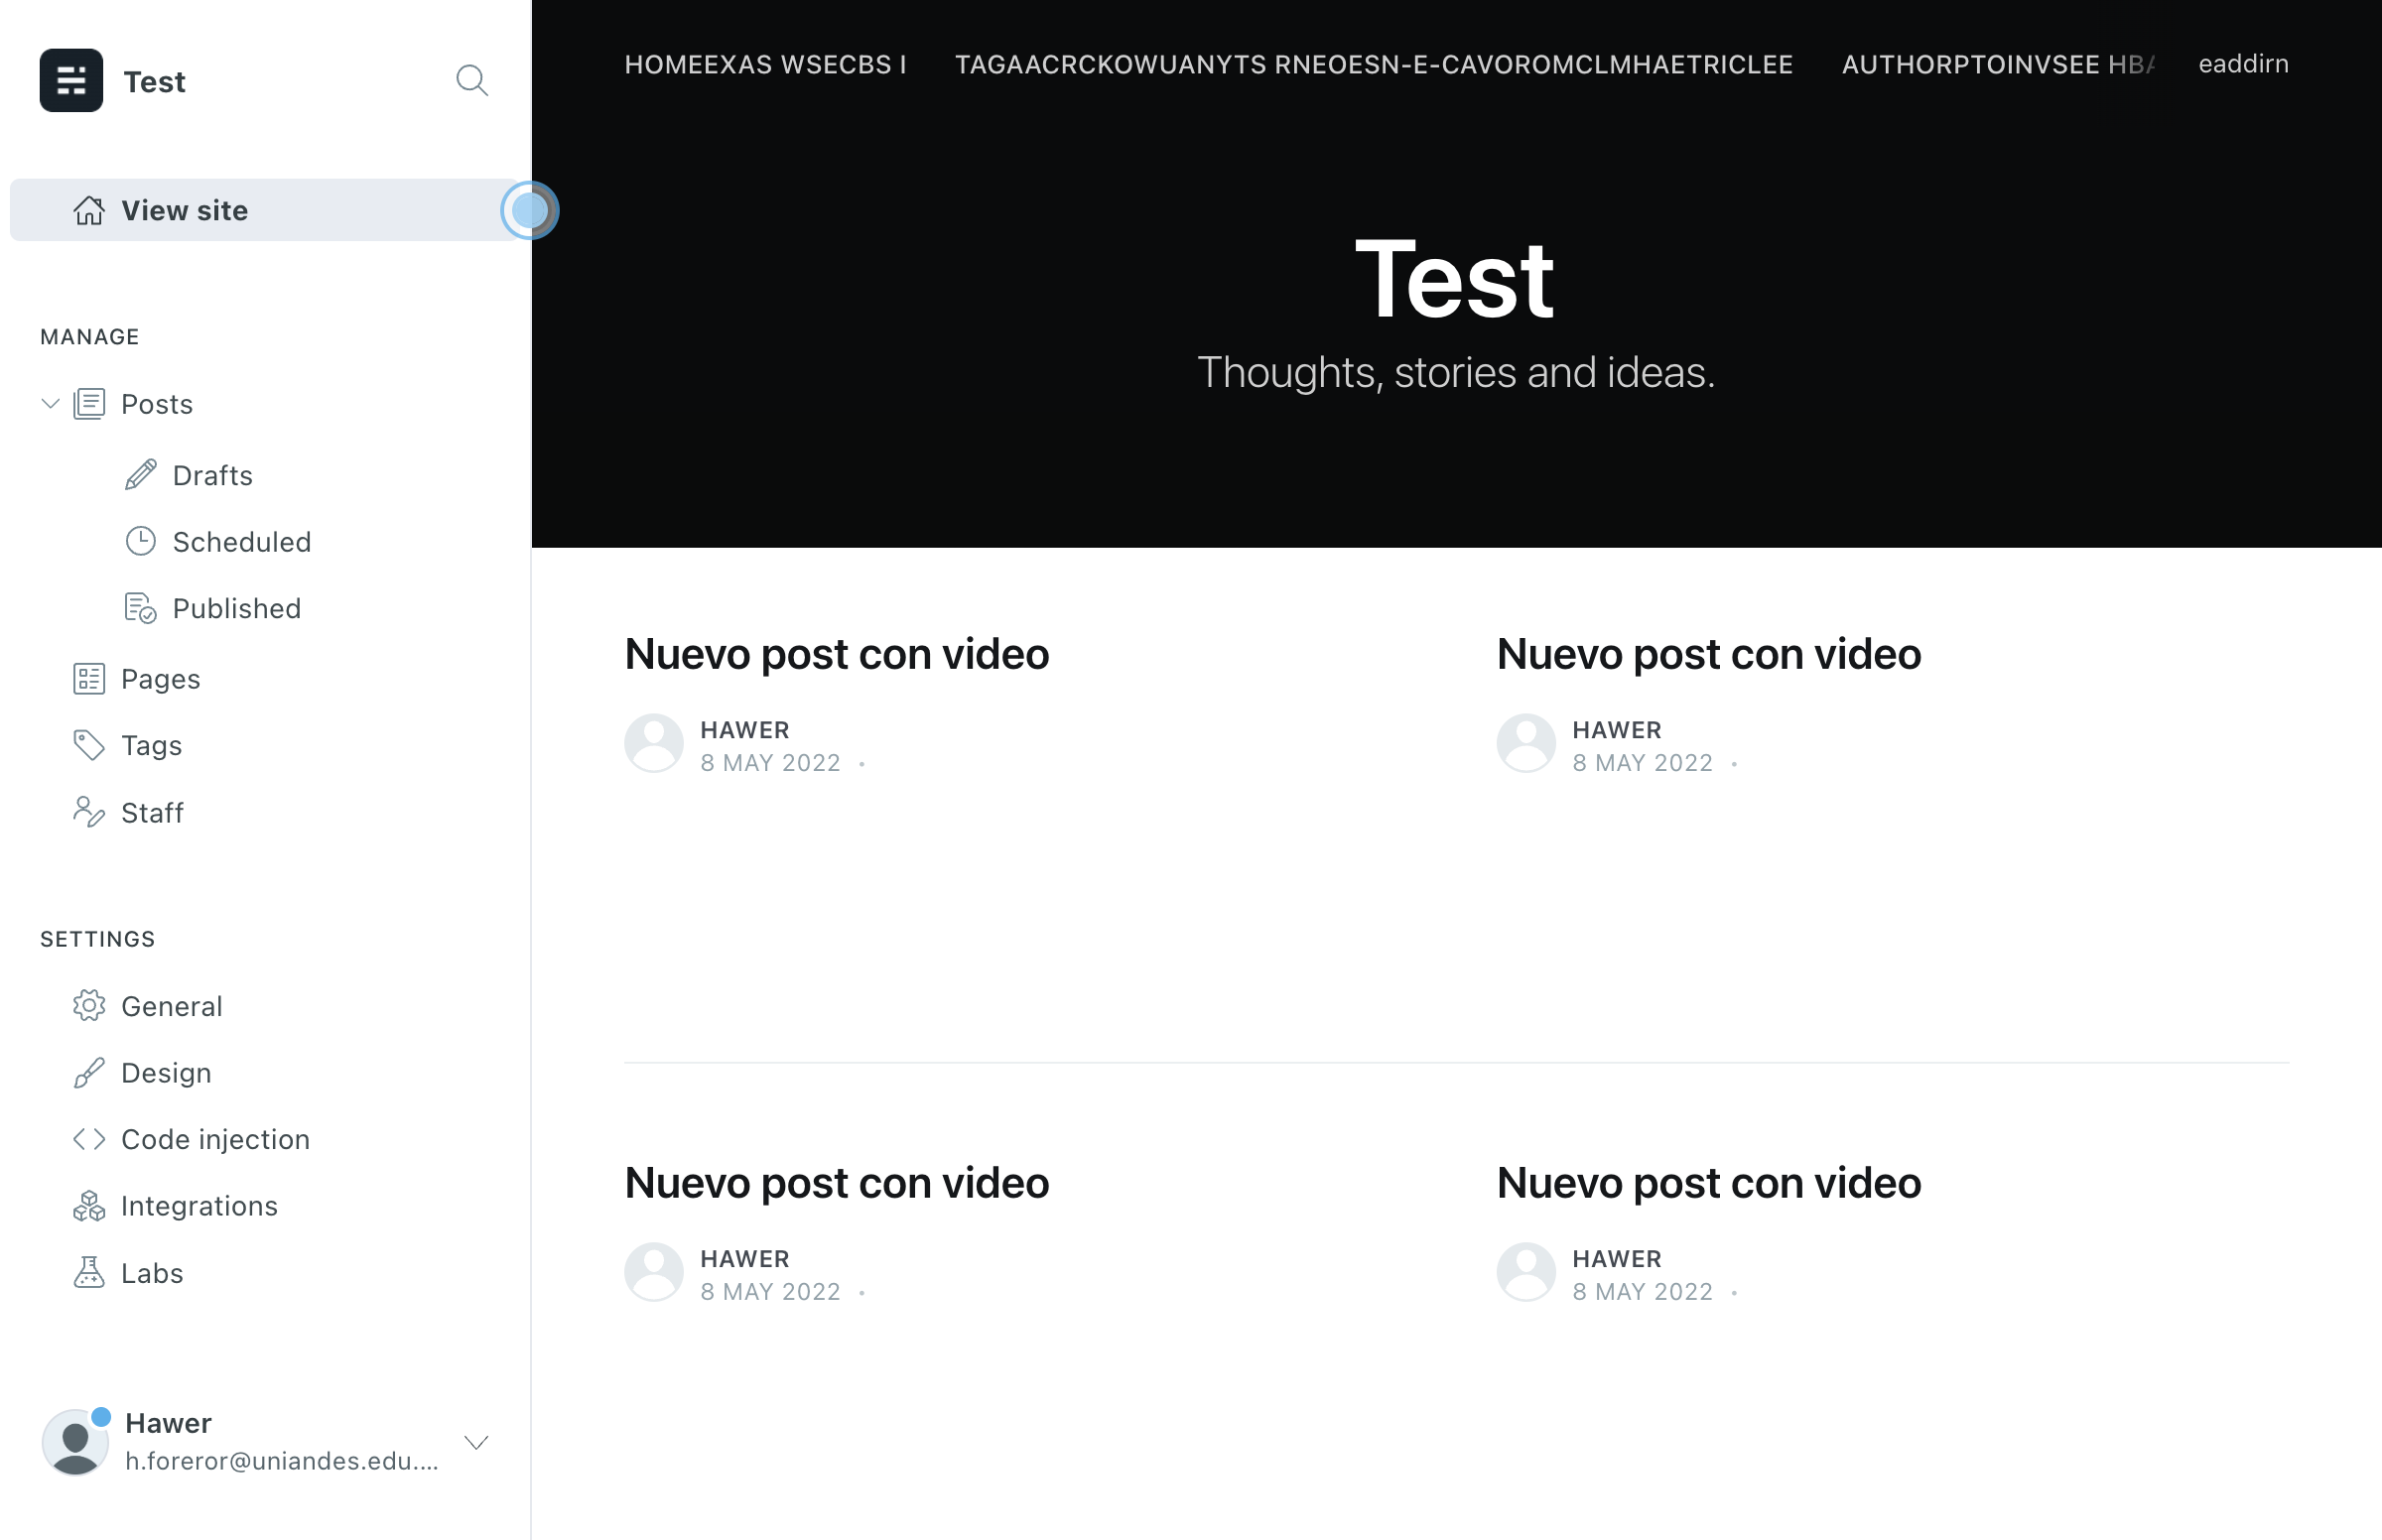 Test
View site
MANAGE
Posts
Drafts
Scheduled
Published
Pages
Tags
Staff
SETTINGS
General
Design
Code injection
Integrations
Labs
Hawer
h.foreror@uniandes.edu....
HOMEEXAS WSECBS I TAGAACRCKOWUANYTS RNEOESN-E-CAVOROMCLMHAETRICLEE AUTHORPTOINVSEE HBA eaddirn
Test
Thoughts, stories and ideas.
Nuevo post con video
HAWER
8 MAY 2022 •
Nuevo post con video
HAWER
8 MAY 2022 •
Nuevo post con video
HAWER
8 MAY 2022 •
Nuevo post con video
HAWER
8 MAY 2022 •